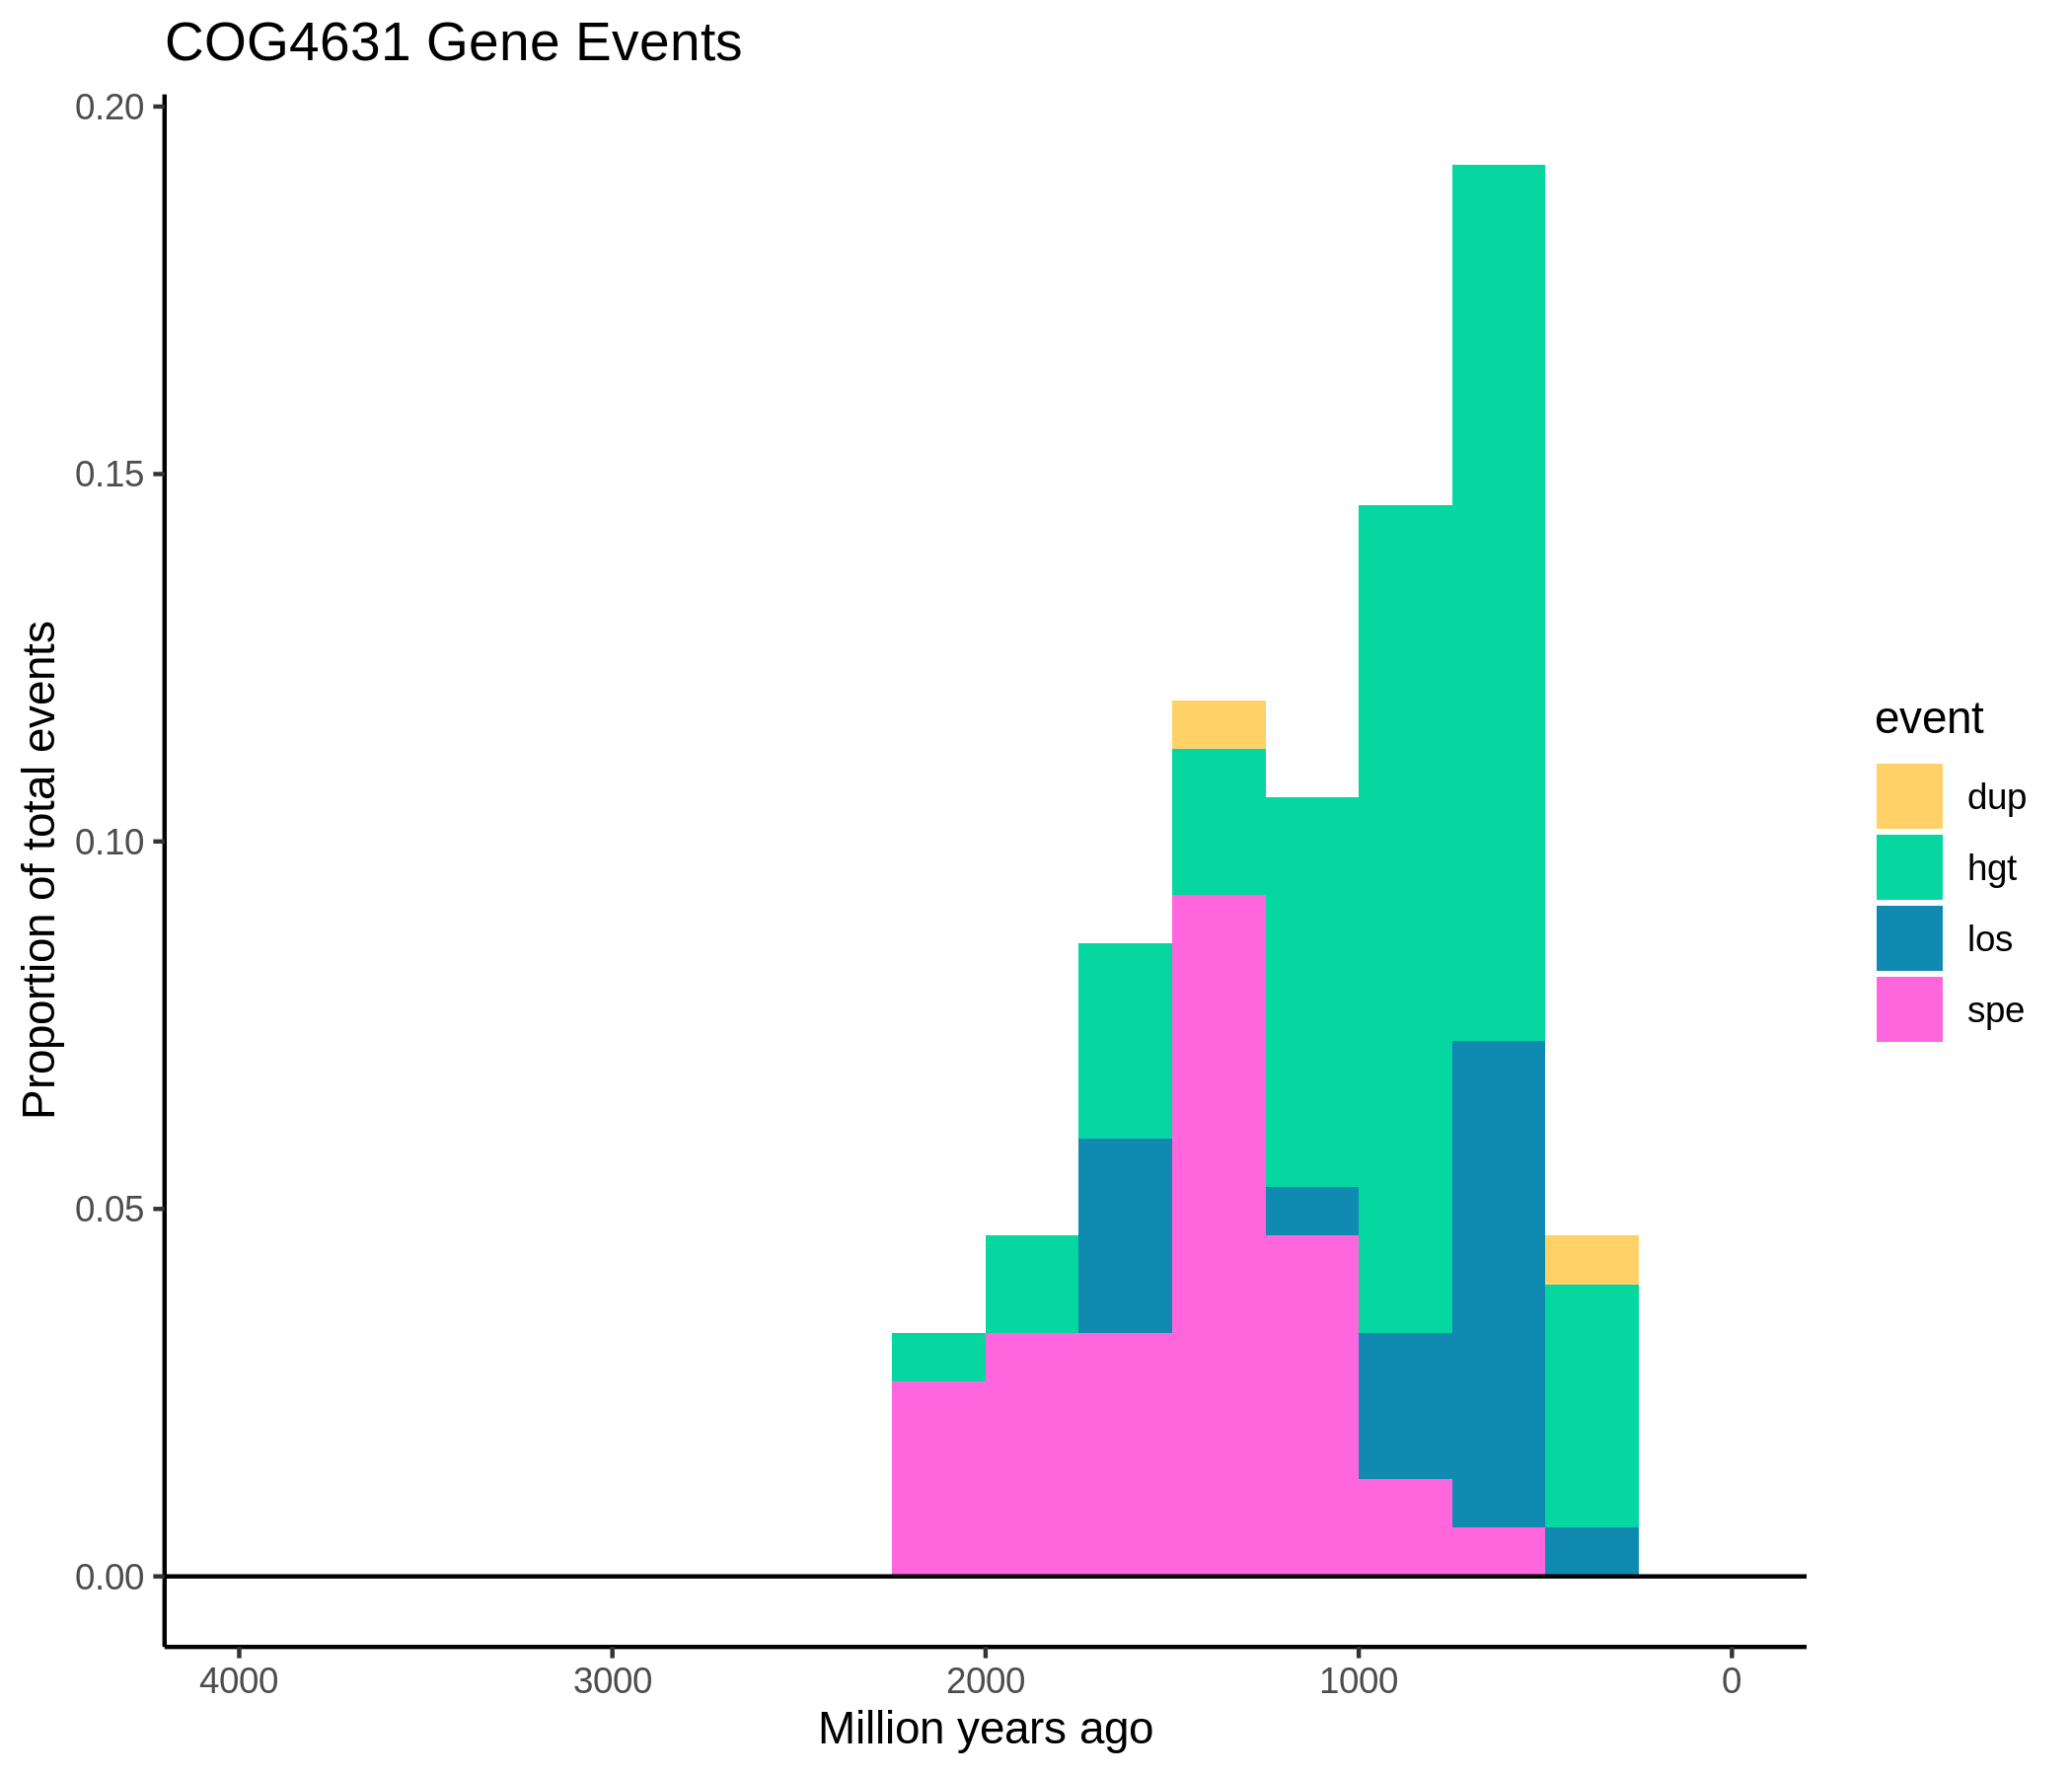 COG4631 Gene Events
0.20
0.15
0.10
0.05
0.00
Proportion of total events
4000 3000 2000 1000 0
Million years ago
event
dup
hgt
los
spe